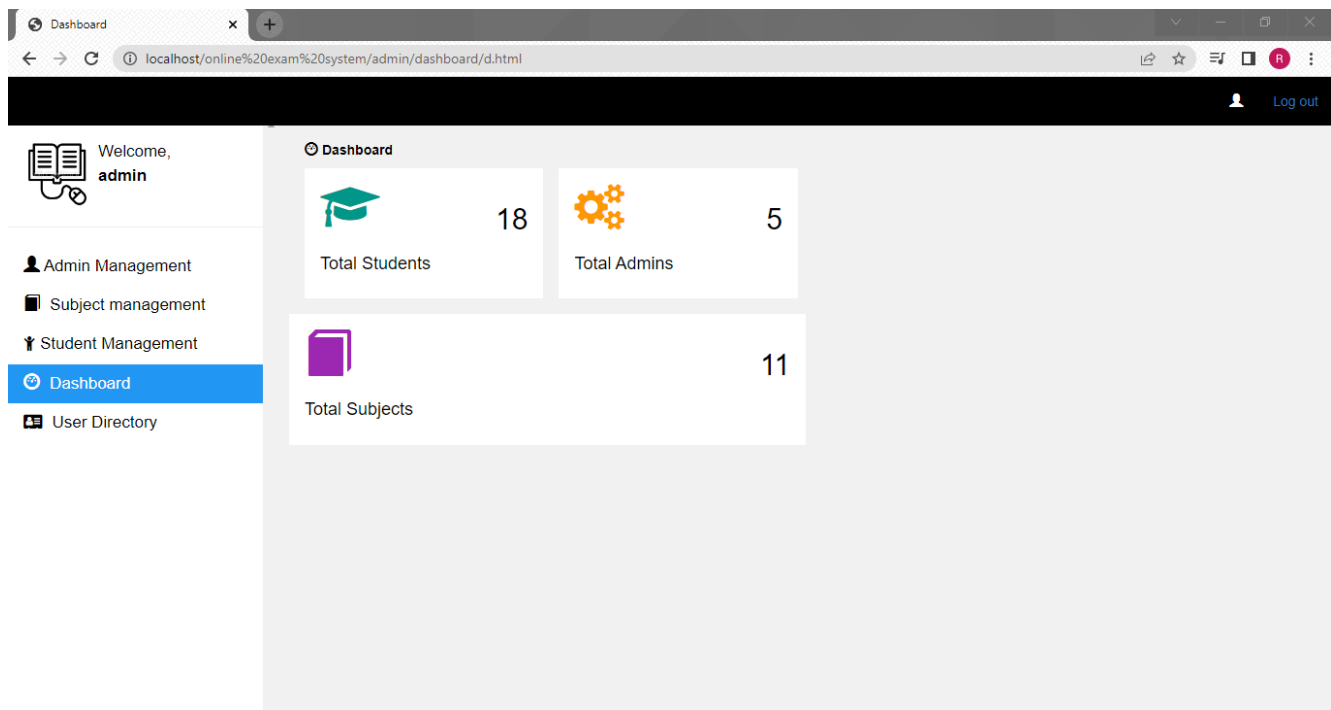 Dashboard
localhost/online%20exam%20system/admin/dashboard/d.html
R
Log out
Welcome,
admin
Admin Management
Subject management
Student Management
Dashboard
User Directory
Dashboard
18
Total Students
5
Total Admins
11
Total Subjects